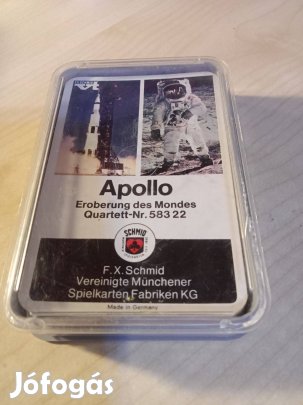 Apollo
Eroberung des Mondes
Quartett-Nr. 583 22
SCHMID
F.X. Schmid
Vereinigte Münchener
Spielkarten Fabriken KG
Made in Germany
Jófogás